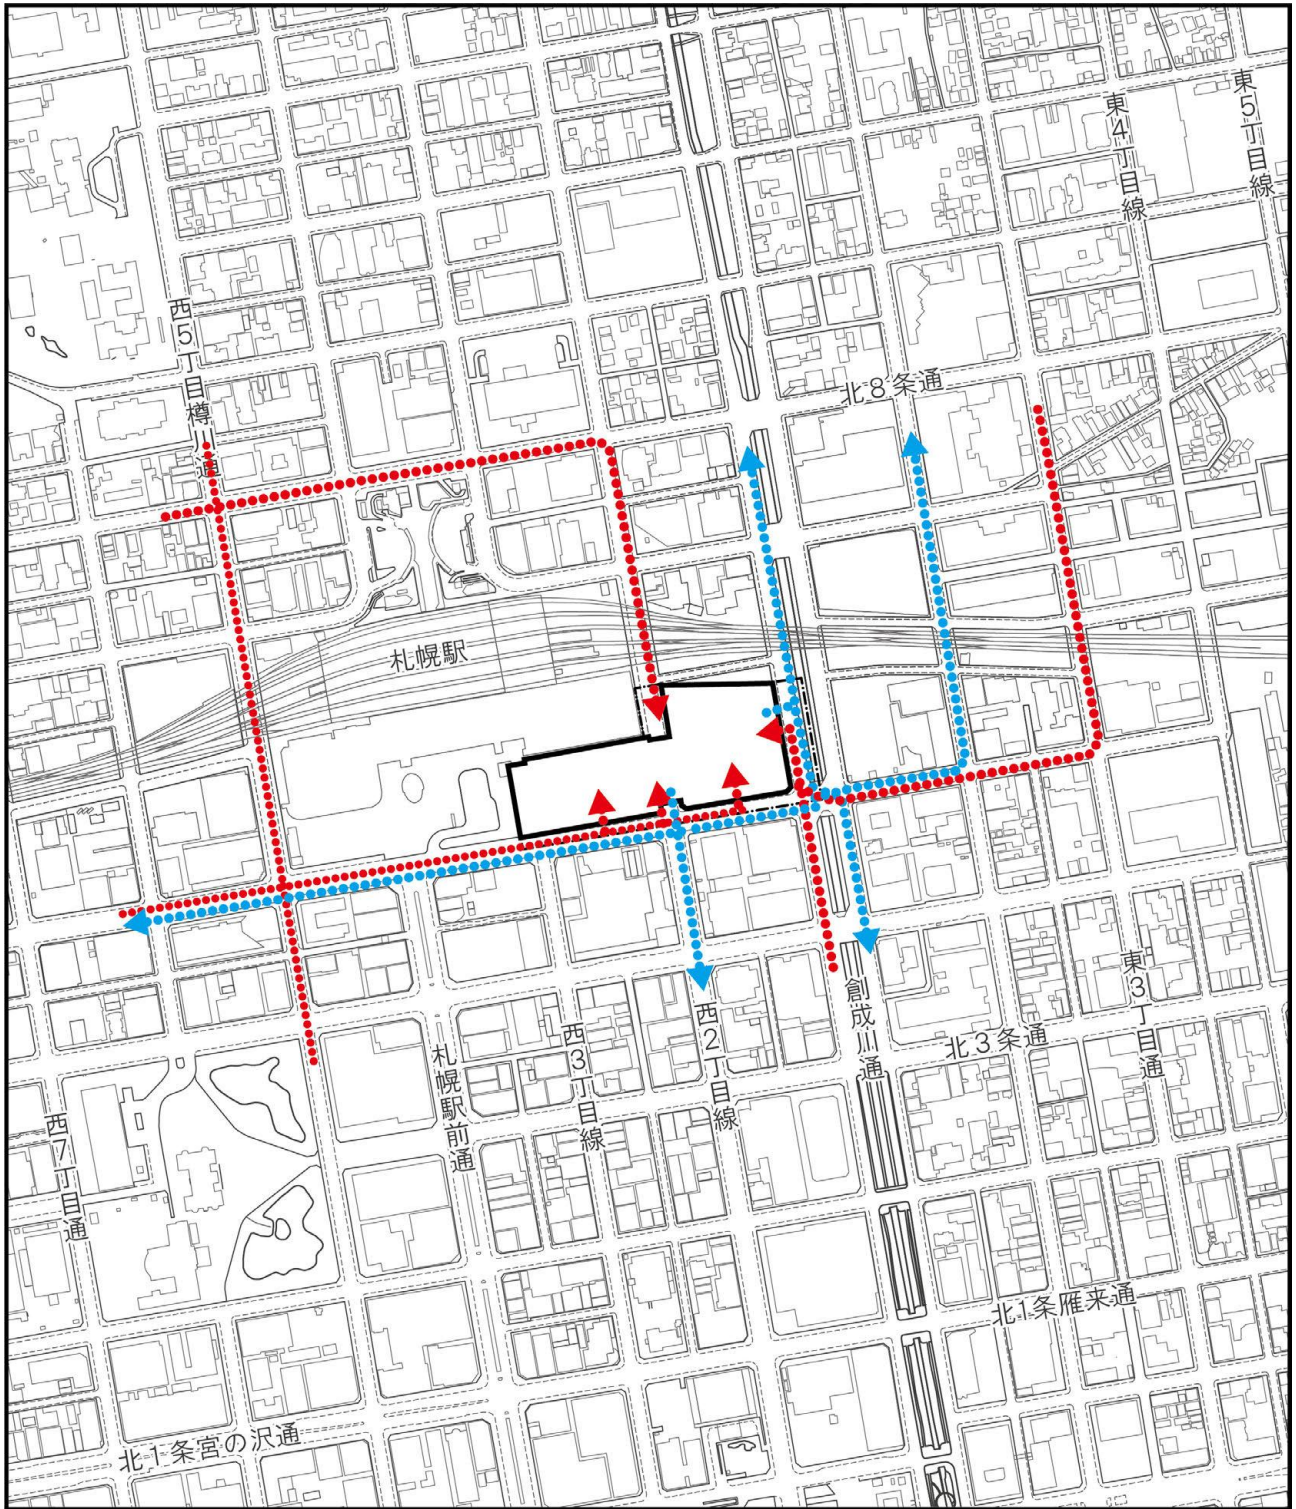 東5丁目線
東4丁目線
西5丁目樽川通
北8条通
札幌駅
創成川通
東3丁目通
西2丁目線
西3丁目線
北3条通
札幌駅前通
西7丁目通
北1条雁来通
北1条宮の沢通